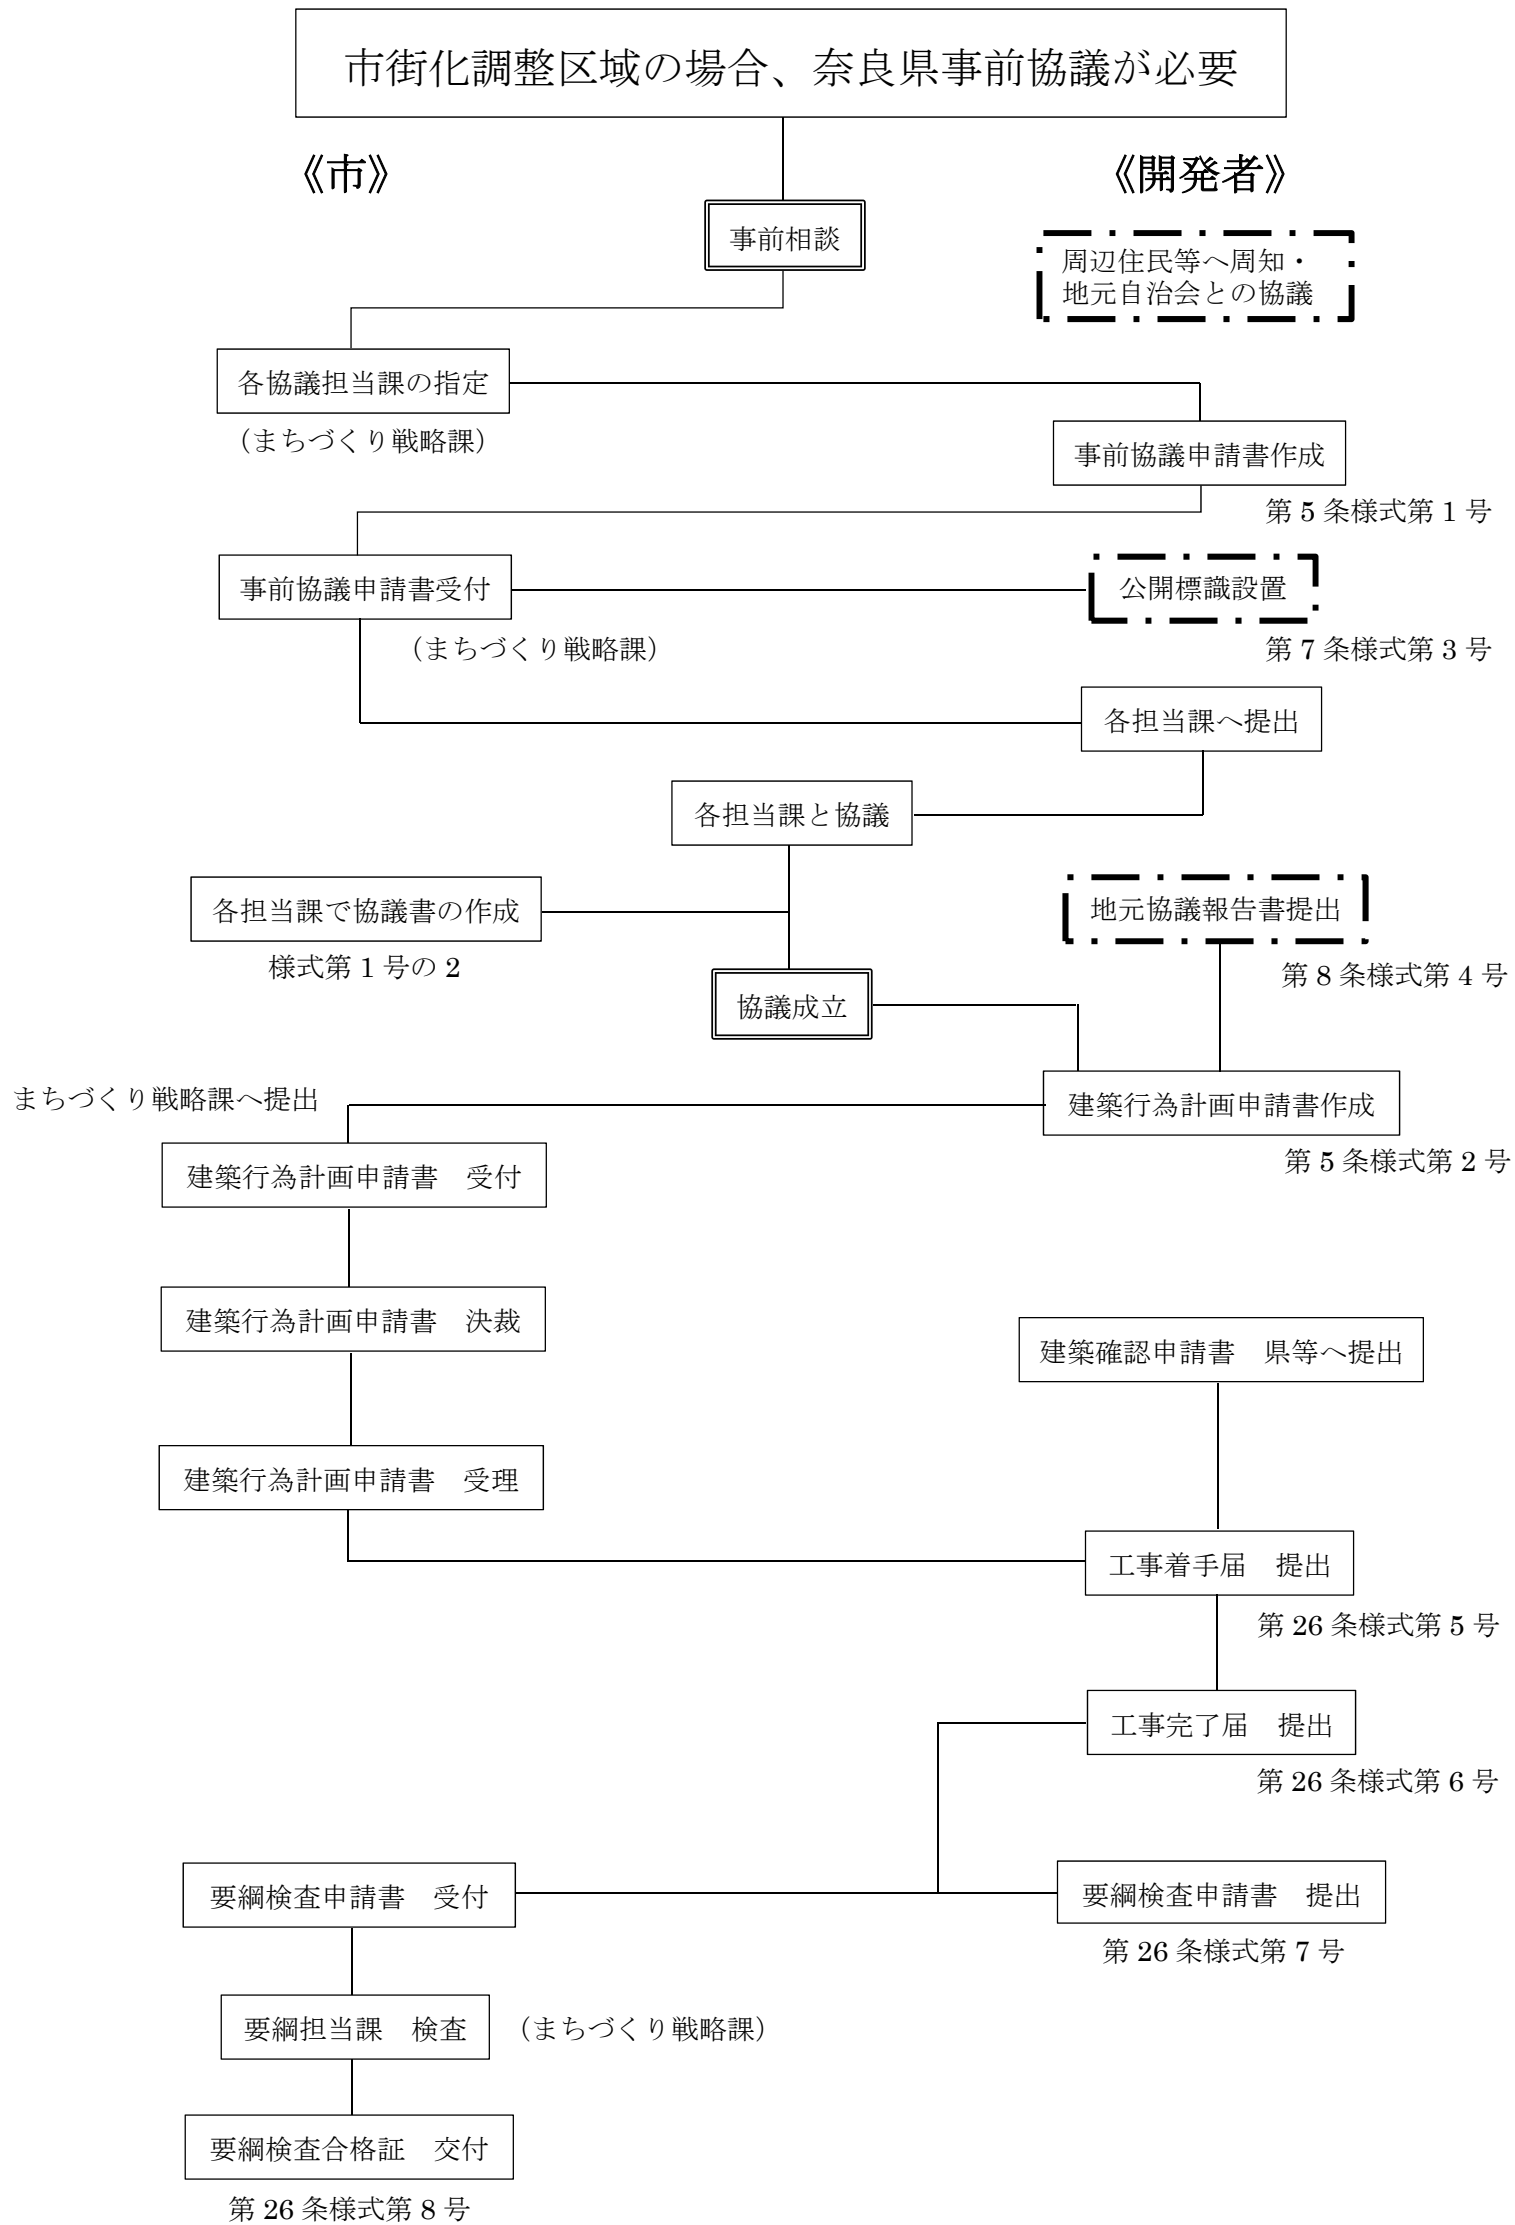 市街化調整区域の場合、奈良県事前協議が必要
《市》
《開発者》
事前相談
周辺住民等へ周知・
地元自治会との協議
各協議担当課の指定
（まちづくり戦略課）
事前協議申請書作成
第 5 条様式第 1 号
事前協議申請書受付
公開標識設置
（まちづくり戦略課）
第 7 条様式第 3 号
各担当課へ提出
各担当課と協議
各担当課で協議書の作成
地元協議報告書提出
様式第 1 号の 2
第 8 条様式第 4 号
協議成立
まちづくり戦略課へ提出
建築行為計画申請書作成
第 5 条様式第 2 号
建築行為計画申請書　受付
建築行為計画申請書　決裁
建築確認申請書　県等へ提出
建築行為計画申請書　受理
工事着手届　提出
第 26 条様式第 5 号
工事完了届　提出
第 26 条様式第 6 号
要綱検査申請書　受付
要綱検査申請書　提出
第 26 条様式第 7 号
要綱担当課　検査
（まちづくり戦略課）
要綱検査合格証　交付
第 26 条様式第 8 号